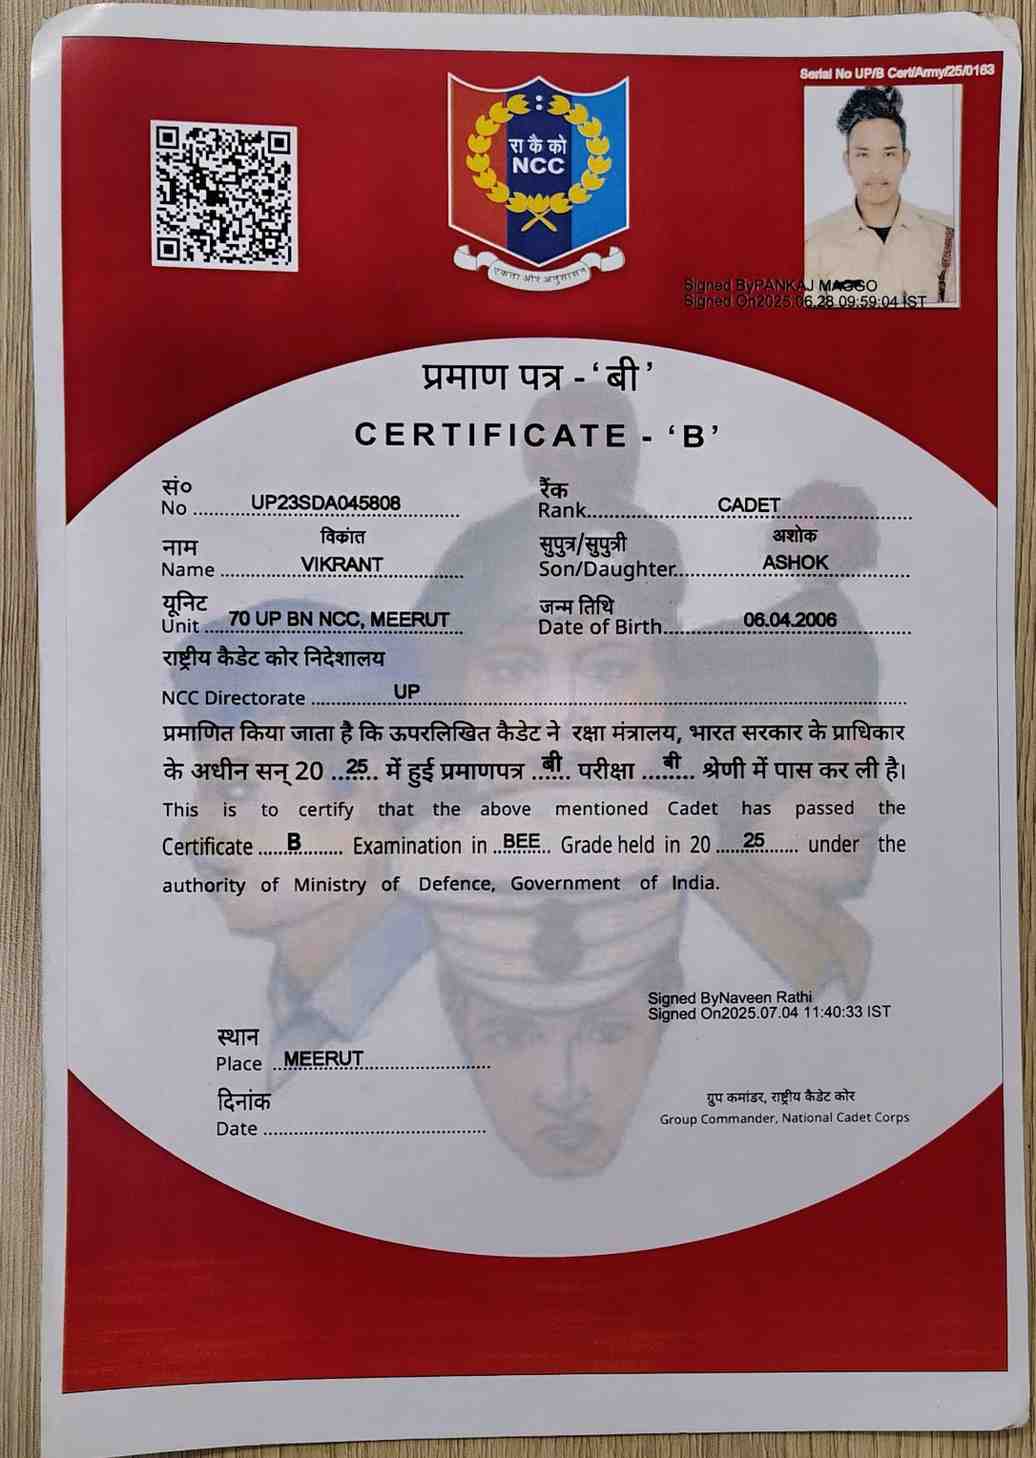 Serial No UP/B Cert/Army/25/0163
रा कै को
NCC
एकता और अनुशासन
Signed ByPANKAJ MAGGO
Signed On2025.06.28 09:59:04 IST
प्रमाण पत्र - ‘बी’
CERTIFICATE - ‘B’
सं०
No ..... UP23SDA045808 .....
रैंक
Rank..... CADET .....
नाम विकांत
Name ..... VIKRANT .....
सुपुत्र/सुपुत्री अशोक
Son/Daughter..... ASHOK .....
यूनिट
Unit ..... 70 UP BN NCC, MEERUT .....
जन्म तिथि
Date of Birth..... 06.04.2006 .....
राष्ट्रीय कैडेट कोर निदेशालय
NCC Directorate ..... UP .....
प्रमाणित किया जाता है कि ऊपरलिखित कैडेट ने रक्षा मंत्रालय, भारत सरकार के प्राधिकार
के अधीन सन् 20 ..25.. में हुई प्रमाणपत्र ..बी.. परीक्षा ..बी.. श्रेणी में पास कर ली है।
This is to certify that the above mentioned Cadet has passed the
Certificate ..... B ..... Examination in ..BEE.. Grade held in 20 ..... 25 ..... under the
authority of Ministry of Defence, Government of India.
Signed ByNaveen Rathi
Signed On2025.07.04 11:40:33 IST
स्थान
Place ..MEERUT.....
दिनांक
Date .....
ग्रुप कमांडर, राष्ट्रीय कैडेट कोर
Group Commander, National Cadet Corps